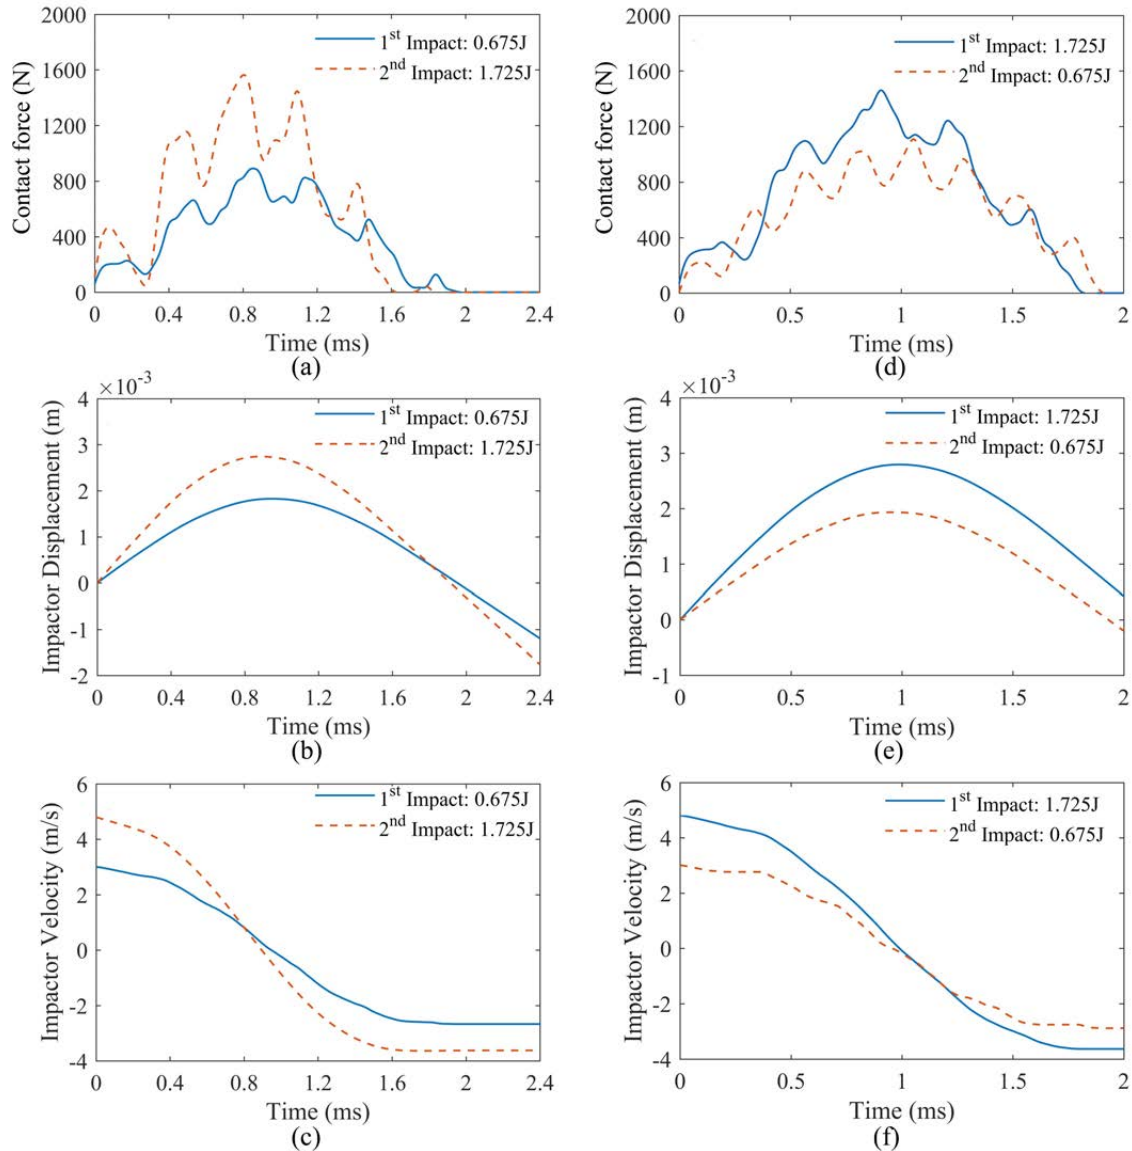 2000
1600
1200
800
400
0
Contact force (N)
1st Impact: 0.675J
2nd Impact: 1.725J
0 0.4 0.8 1.2 1.6 2 2.4
Time (ms)
(a)
2000
1600
1200
800
400
0
Contact force (N)
1st Impact: 1.725J
2nd Impact: 0.675J
0 0.5 1 1.5 2
Time (ms)
(d)
×10-3
4
3
2
1
0
-1
-2
Impactor Displacement (m)
1st Impact: 0.675J
2nd Impact: 1.725J
0 0.4 0.8 1.2 1.6 2 2.4
Time (ms)
(b)
×10-3
4
3
2
1
0
-1
Impactor Displacement (m)
1st Impact: 1.725J
2nd Impact: 0.675J
0 0.5 1 1.5 2
Time (ms)
(e)
6
4
2
0
-2
-4
Impactor Velocity (m/s)
1st Impact: 0.675J
2nd Impact: 1.725J
0 0.4 0.8 1.2 1.6 2 2.4
Time (ms)
(c)
6
4
2
0
-2
-4
Impactor Velocity (m/s)
1st Impact: 1.725J
2nd Impact: 0.675J
0 0.5 1 1.5 2
Time (ms)
(f)